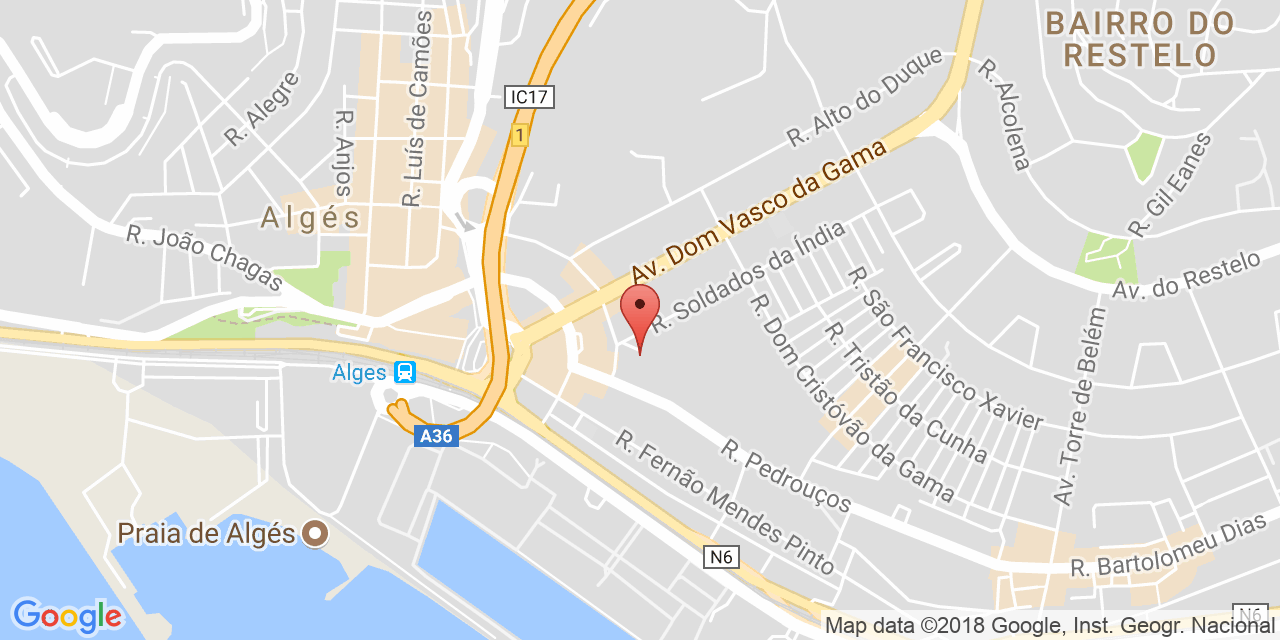 BAIRRO DO
RESTELO
R. Luís de Camões
R. Alegre
R. Anjos
IC17
1
R. Alto do Duque
R. Alcolena
Av. Dom Vasco da Gama
R. Gil Eanes
Algés
R. João Chagas
R. Soldados da Índia
Av. do Restelo
R. São Francisco Xavier
R. Dom Cristóvão da Gama
R. Tristão da Cunha
Av. Torre de Belém
Alges
A36
R. Pedrouços
R. Fernão Mendes Pinto
Praia de Algés
N6
R. Bartolomeu Dias
N6
Google
Map data ©2018 Google, Inst. Geogr. Nacional